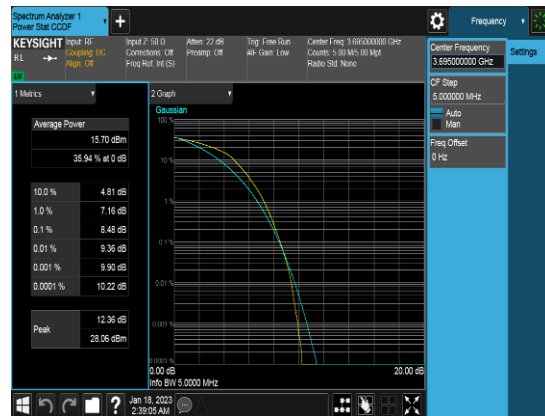 Spectrum Analyzer 1
Power Stat CCDF
Frequency
KEYSIGHT
RL
LW
Input: RF
Coupling: DC
Align: Off
Input Z: 50 Ω
Corrections: Off
Freq Ref: Int (S)
Atten: 22 dB
Preamp: Off
Trig: Free Run
#IF Gain: Low
Center Freq: 3.695000000 GHz
Counts: 5.00 M/5.00 Mpt
Radio Std: None
Center Frequency
3.695000000 GHz
Settings
CF Step
5.000000 MHz
Auto
Man
Freq Offset
0 Hz
1 Metrics
Average Power
15.70 dBm
35.94 % at 0 dB
10.0 % 4.81 dB
1.0 % 7.16 dB
0.1 % 8.48 dB
0.01 % 9.36 dB
0.001 % 9.90 dB
0.0001 % 10.22 dB
Peak
12.36 dB
28.06 dBm
2 Graph
Gaussian
100 %
10 %
1 %
0.1 %
0.01 %
0.001 %
0.0001 %
0.00 dB
20.00 dB
Info BW 5.0000 MHz
?
Jan 18, 2023
2:39:05 AM